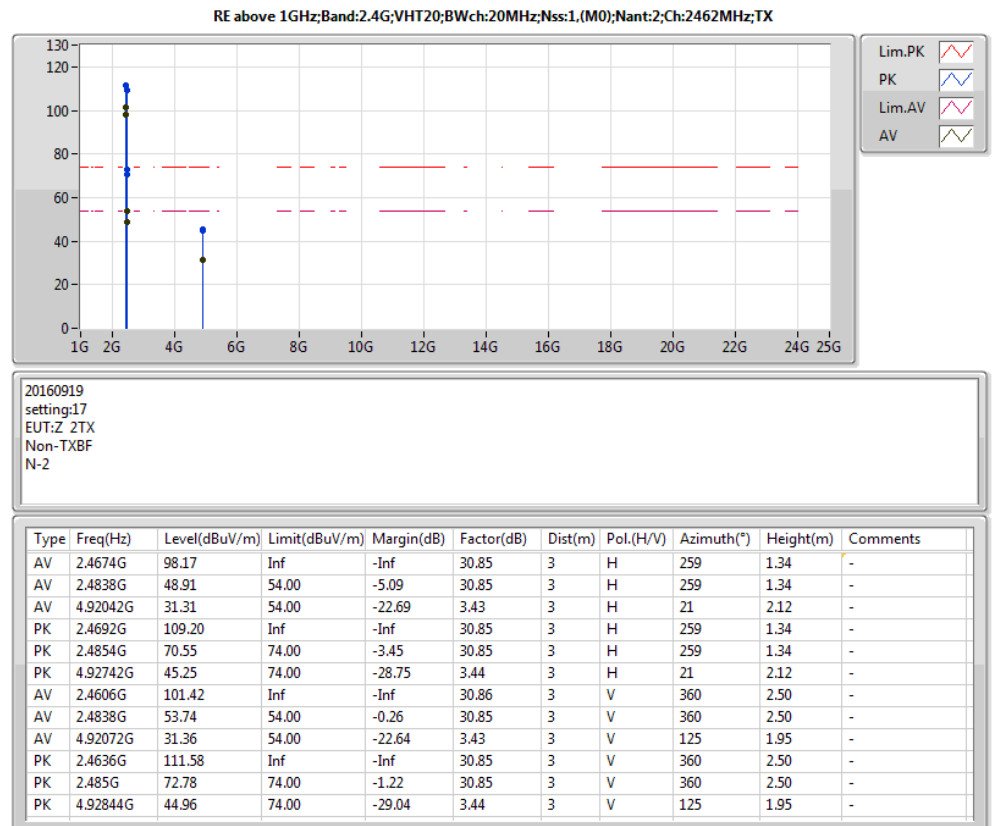 RE above 1GHz;Band:2.4G;VHT20;BWch:20MHz;Nss:1,(M0);Nant:2;Ch:2462MHz;TX
130
120
100
80
60
40
20
0
1G 2G 4G 6G 8G 10G 12G 14G 16G 18G 20G 22G 24G 25G
Lim.PK
PK
Lim.AV
AV
20160919
setting:17
EUT:Z 2TX
Non-TXBF
N-2
Type Freq(Hz) Level(dBuV/m) Limit(dBuV/m) Margin(dB) Factor(dB) Dist(m) Pol.(H/V) Azimuth(°) Height(m) Comments
AV 2.4674G 98.17 Inf -Inf 30.85 3 H 259 1.34 -
AV 2.4838G 48.91 54.00 -5.09 30.85 3 H 259 1.34 -
AV 4.92042G 31.31 54.00 -22.69 3.43 3 H 21 2.12 -
PK 2.4692G 109.20 Inf -Inf 30.85 3 H 259 1.34 -
PK 2.4854G 70.55 74.00 -3.45 30.85 3 H 259 1.34 -
PK 4.92742G 45.25 74.00 -28.75 3.44 3 H 21 2.12 -
AV 2.4606G 101.42 Inf -Inf 30.86 3 V 360 2.50 -
AV 2.4838G 53.74 54.00 -0.26 30.85 3 V 360 2.50 -
AV 4.92072G 31.36 54.00 -22.64 3.43 3 V 125 1.95 -
PK 2.4636G 111.58 Inf -Inf 30.85 3 V 360 2.50 -
PK 2.485G 72.78 74.00 -1.22 30.85 3 V 360 2.50 -
PK 4.92844G 44.96 74.00 -29.04 3.44 3 V 125 1.95 -